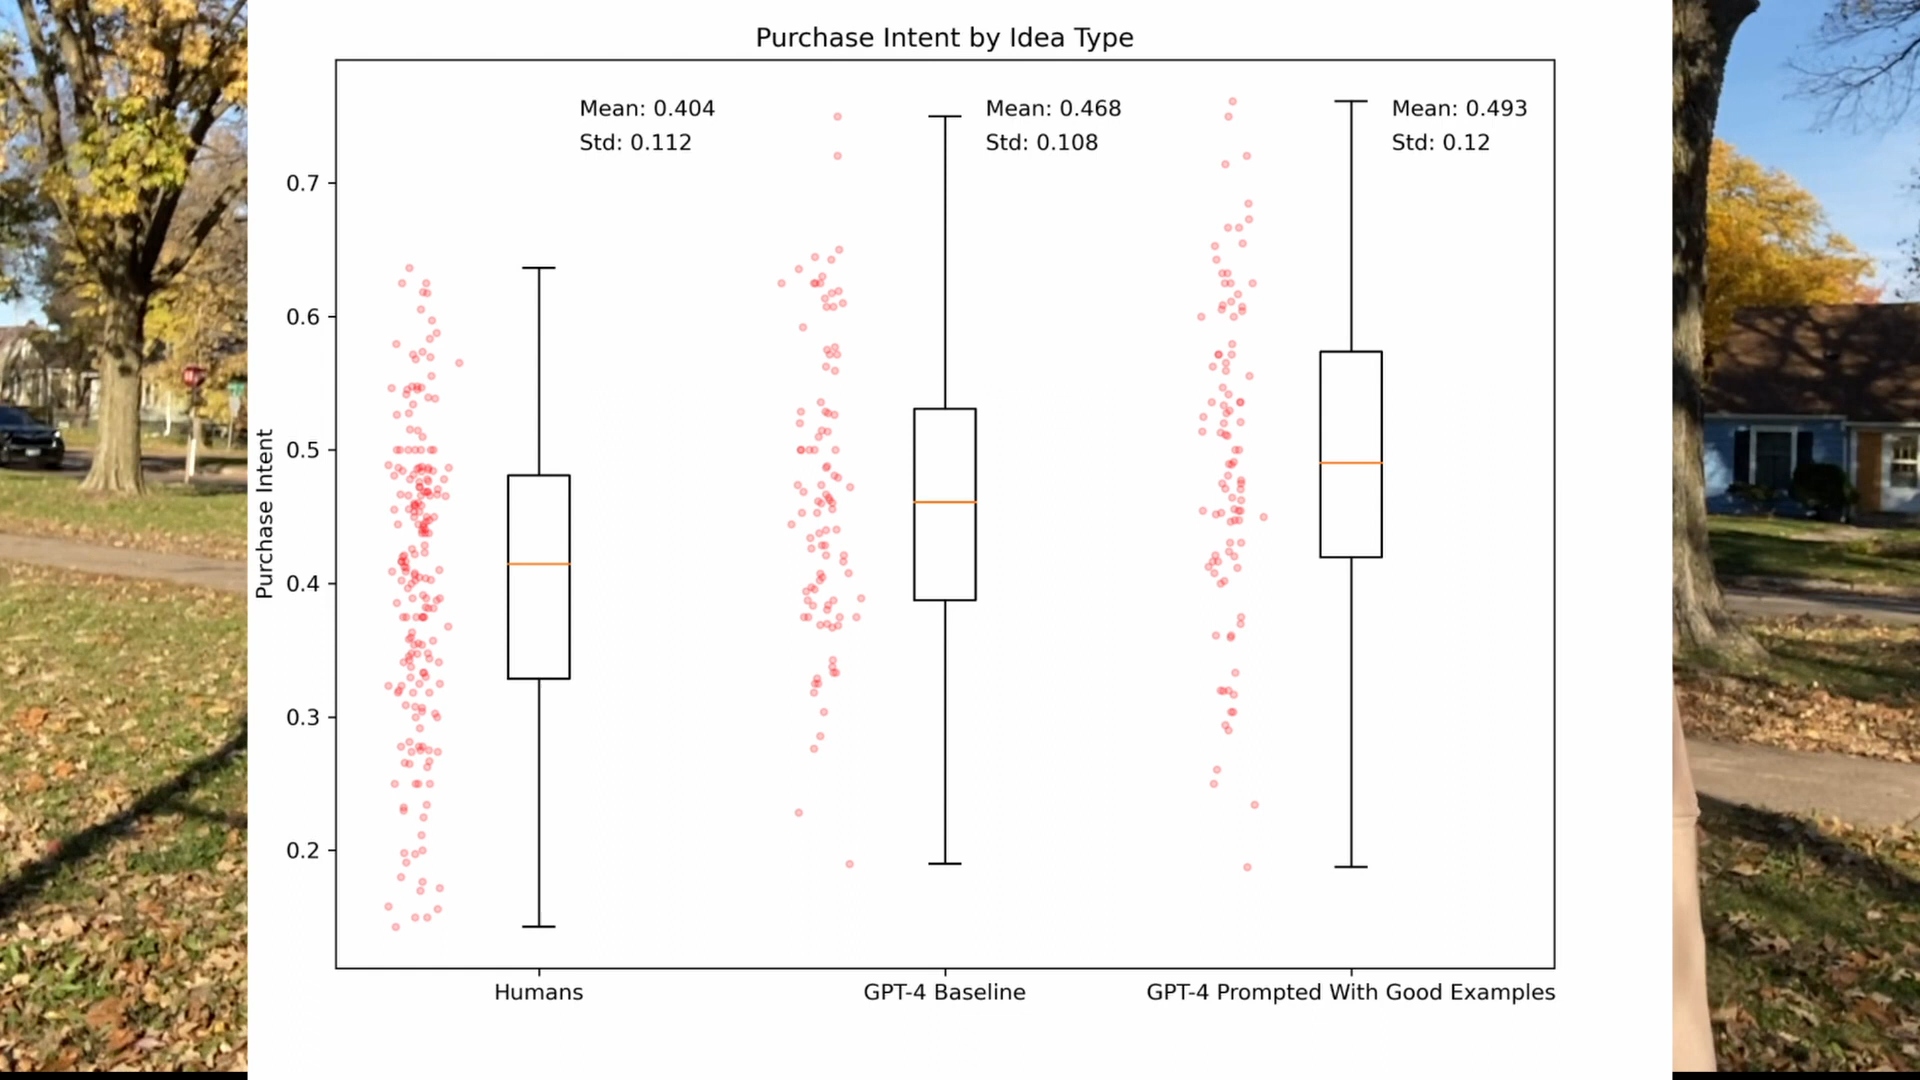 Purchase Intent by Idea Type
Mean: 0.404
Std: 0.112
Mean: 0.468
Std: 0.108
Mean: 0.493
Std: 0.12
0.7
0.6
0.5
0.4
0.3
0.2
Purchase Intent
Humans
GPT-4 Baseline
GPT-4 Prompted With Good Examples